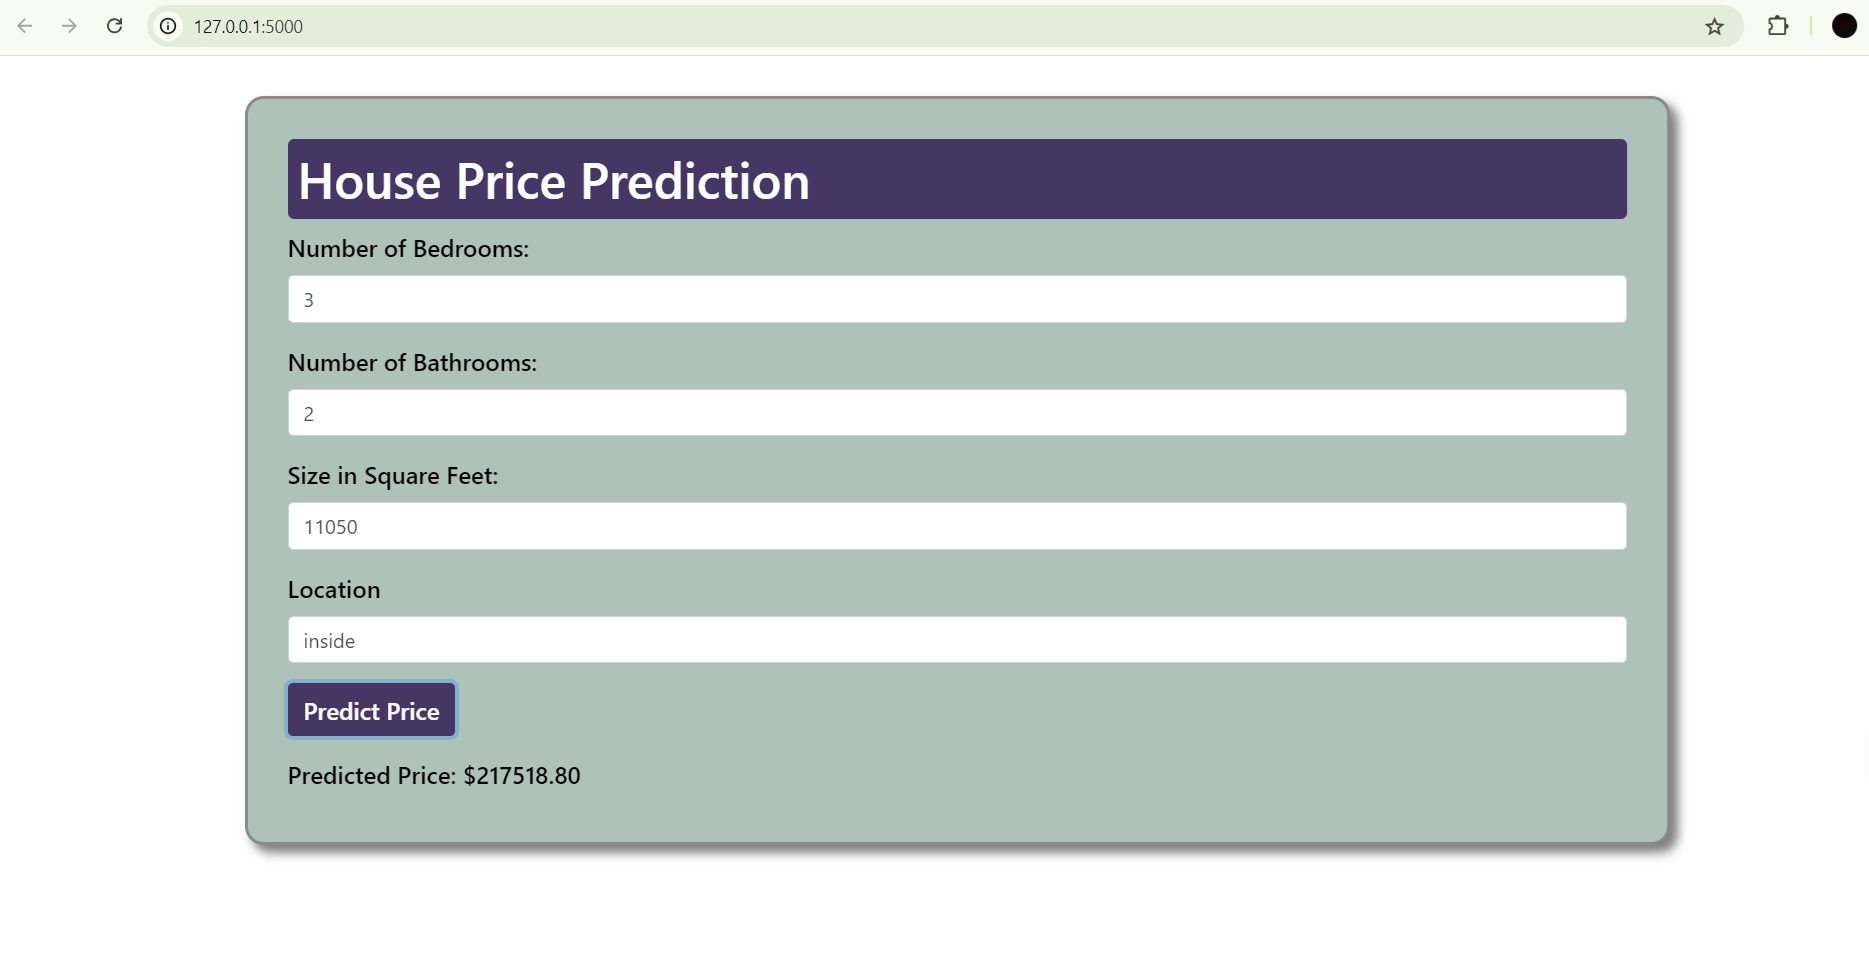 127.0.0.1:5000
House Price Prediction
Number of Bedrooms:
3
Number of Bathrooms:
2
Size in Square Feet:
11050
Location
inside
Predict Price
Predicted Price: $217518.80